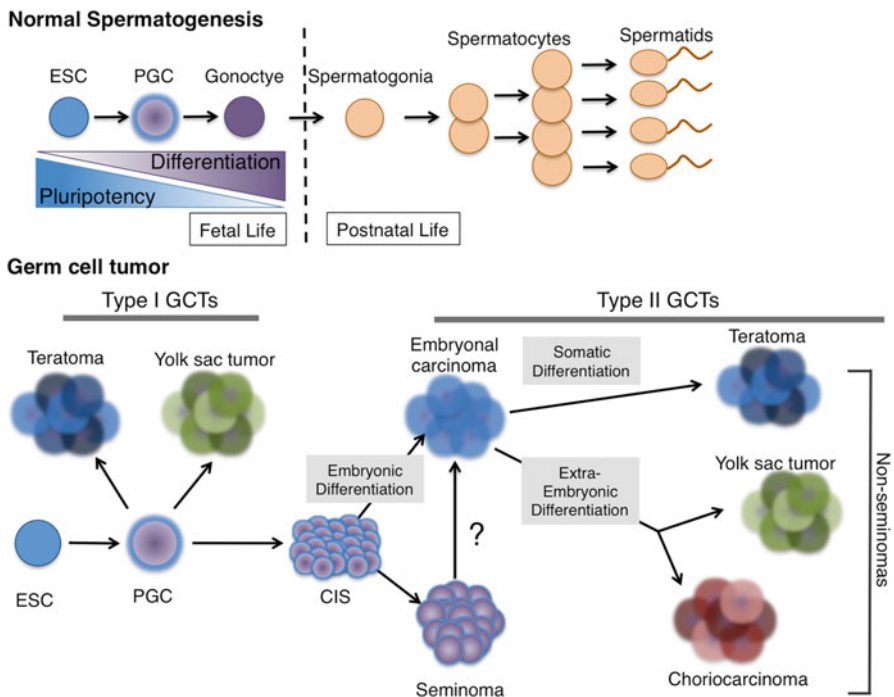 Normal Spermatogenesis
ESC
PGC
Gonoctye
Spermatogonia
Spermatocytes
Spermatids
Differentiation
Pluripotency
Fetal Life
Postnatal Life
Germ cell tumor
Type I GCTs
Type II GCTs
Teratoma
Yolk sac tumor
Embryonal
carcinoma
Somatic
Differentiation
Teratoma
Embryonic
Differentiation
Extra-
Embryonic
Differentiation
Yolk sac tumor
Non-seminomas
?
ESC
PGC
CIS
Seminoma
Choriocarcinoma